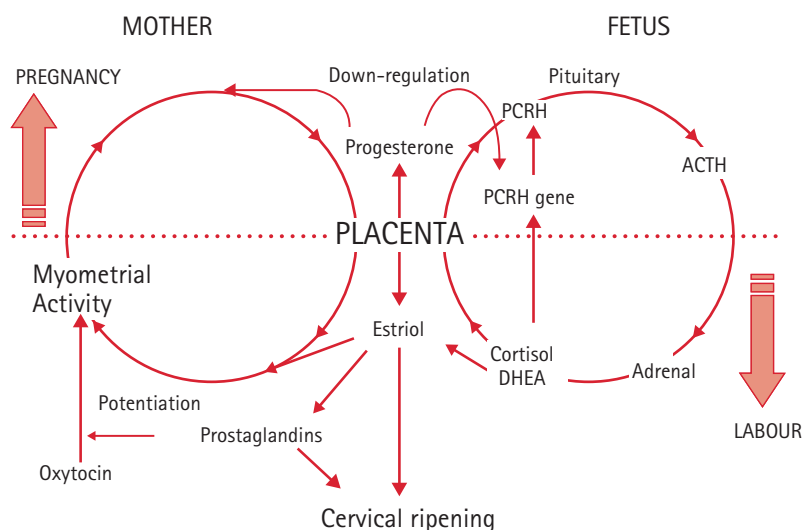 MOTHER
FETUS
PREGNANCY
Down-regulation
Pituitary
PCRH
Progesterone
ACTH
PCRH gene
PLACENTA
Myometrial
Activity
Estriol
Cortisol
DHEA
Adrenal
Potentiation
Prostaglandins
LABOUR
Oxytocin
Cervical ripening